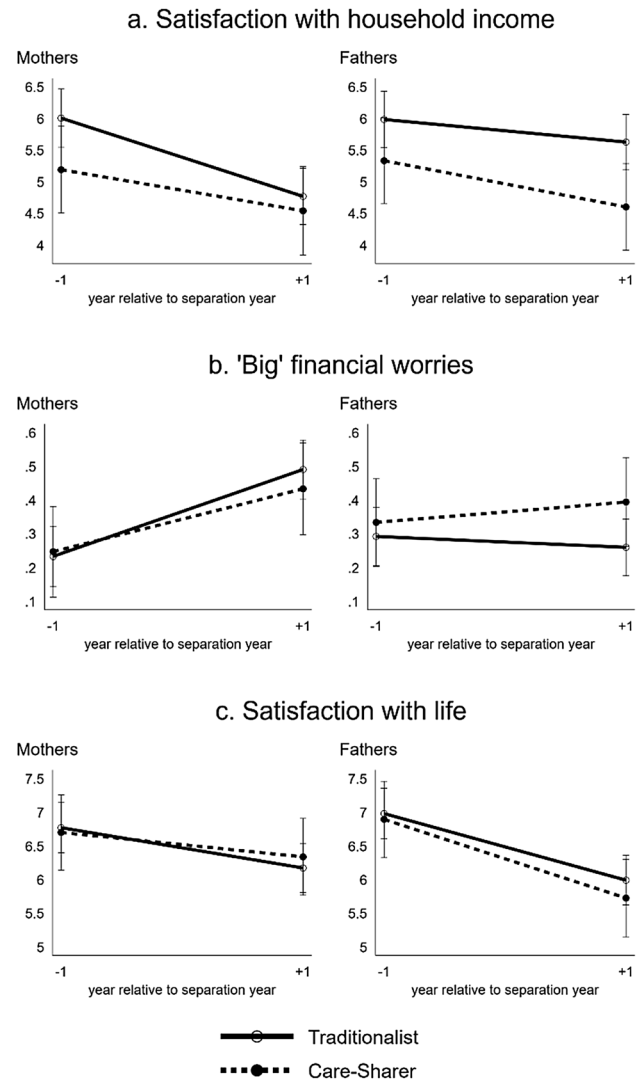 a. Satisfaction with household income
Mothers
Fathers
6.5
6
5.5
5
4.5
4
-1
+1
year relative to separation year
6.5
6
5.5
5
4.5
4
-1
+1
year relative to separation year
b. 'Big' financial worries
Mothers
Fathers
.6
.5
.4
.3
.2
.1
-1
+1
year relative to separation year
.6
.5
.4
.3
.2
.1
-1
+1
year relative to separation year
c. Satisfaction with life
Mothers
Fathers
7.5
7
6.5
6
5.5
5
-1
+1
year relative to separation year
7.5
7
6.5
6
5.5
5
-1
+1
year relative to separation year
Traditionalist
Care-Sharer